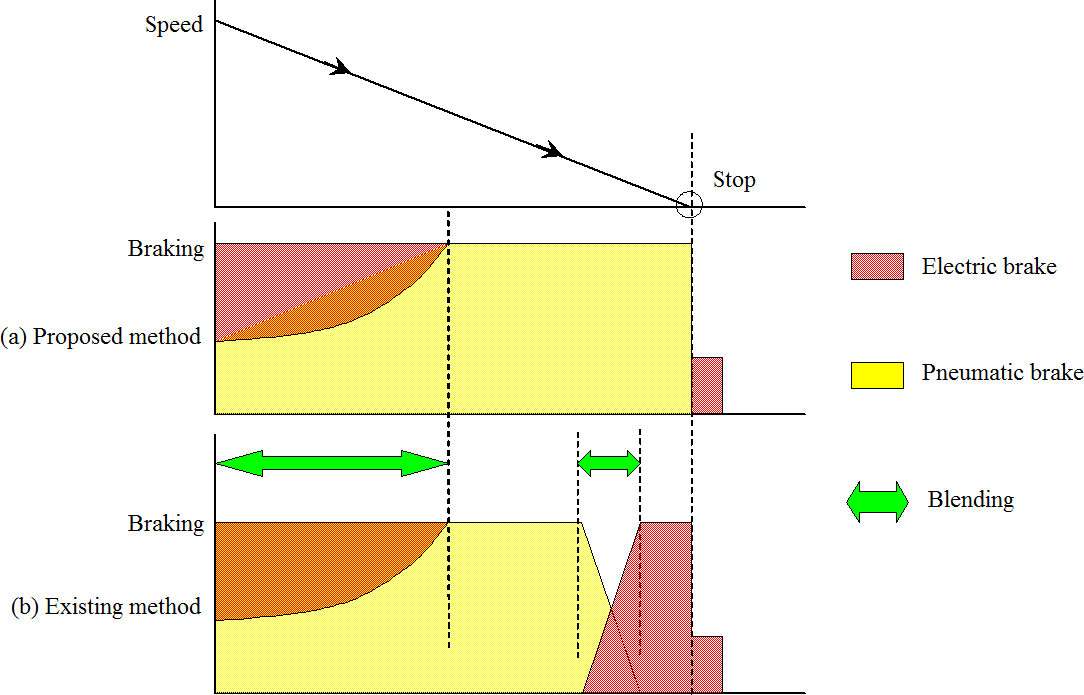 Speed
Stop
Braking
(a) Proposed method
Electric brake
Pneumatic brake
Blending
Braking
(b) Existing method